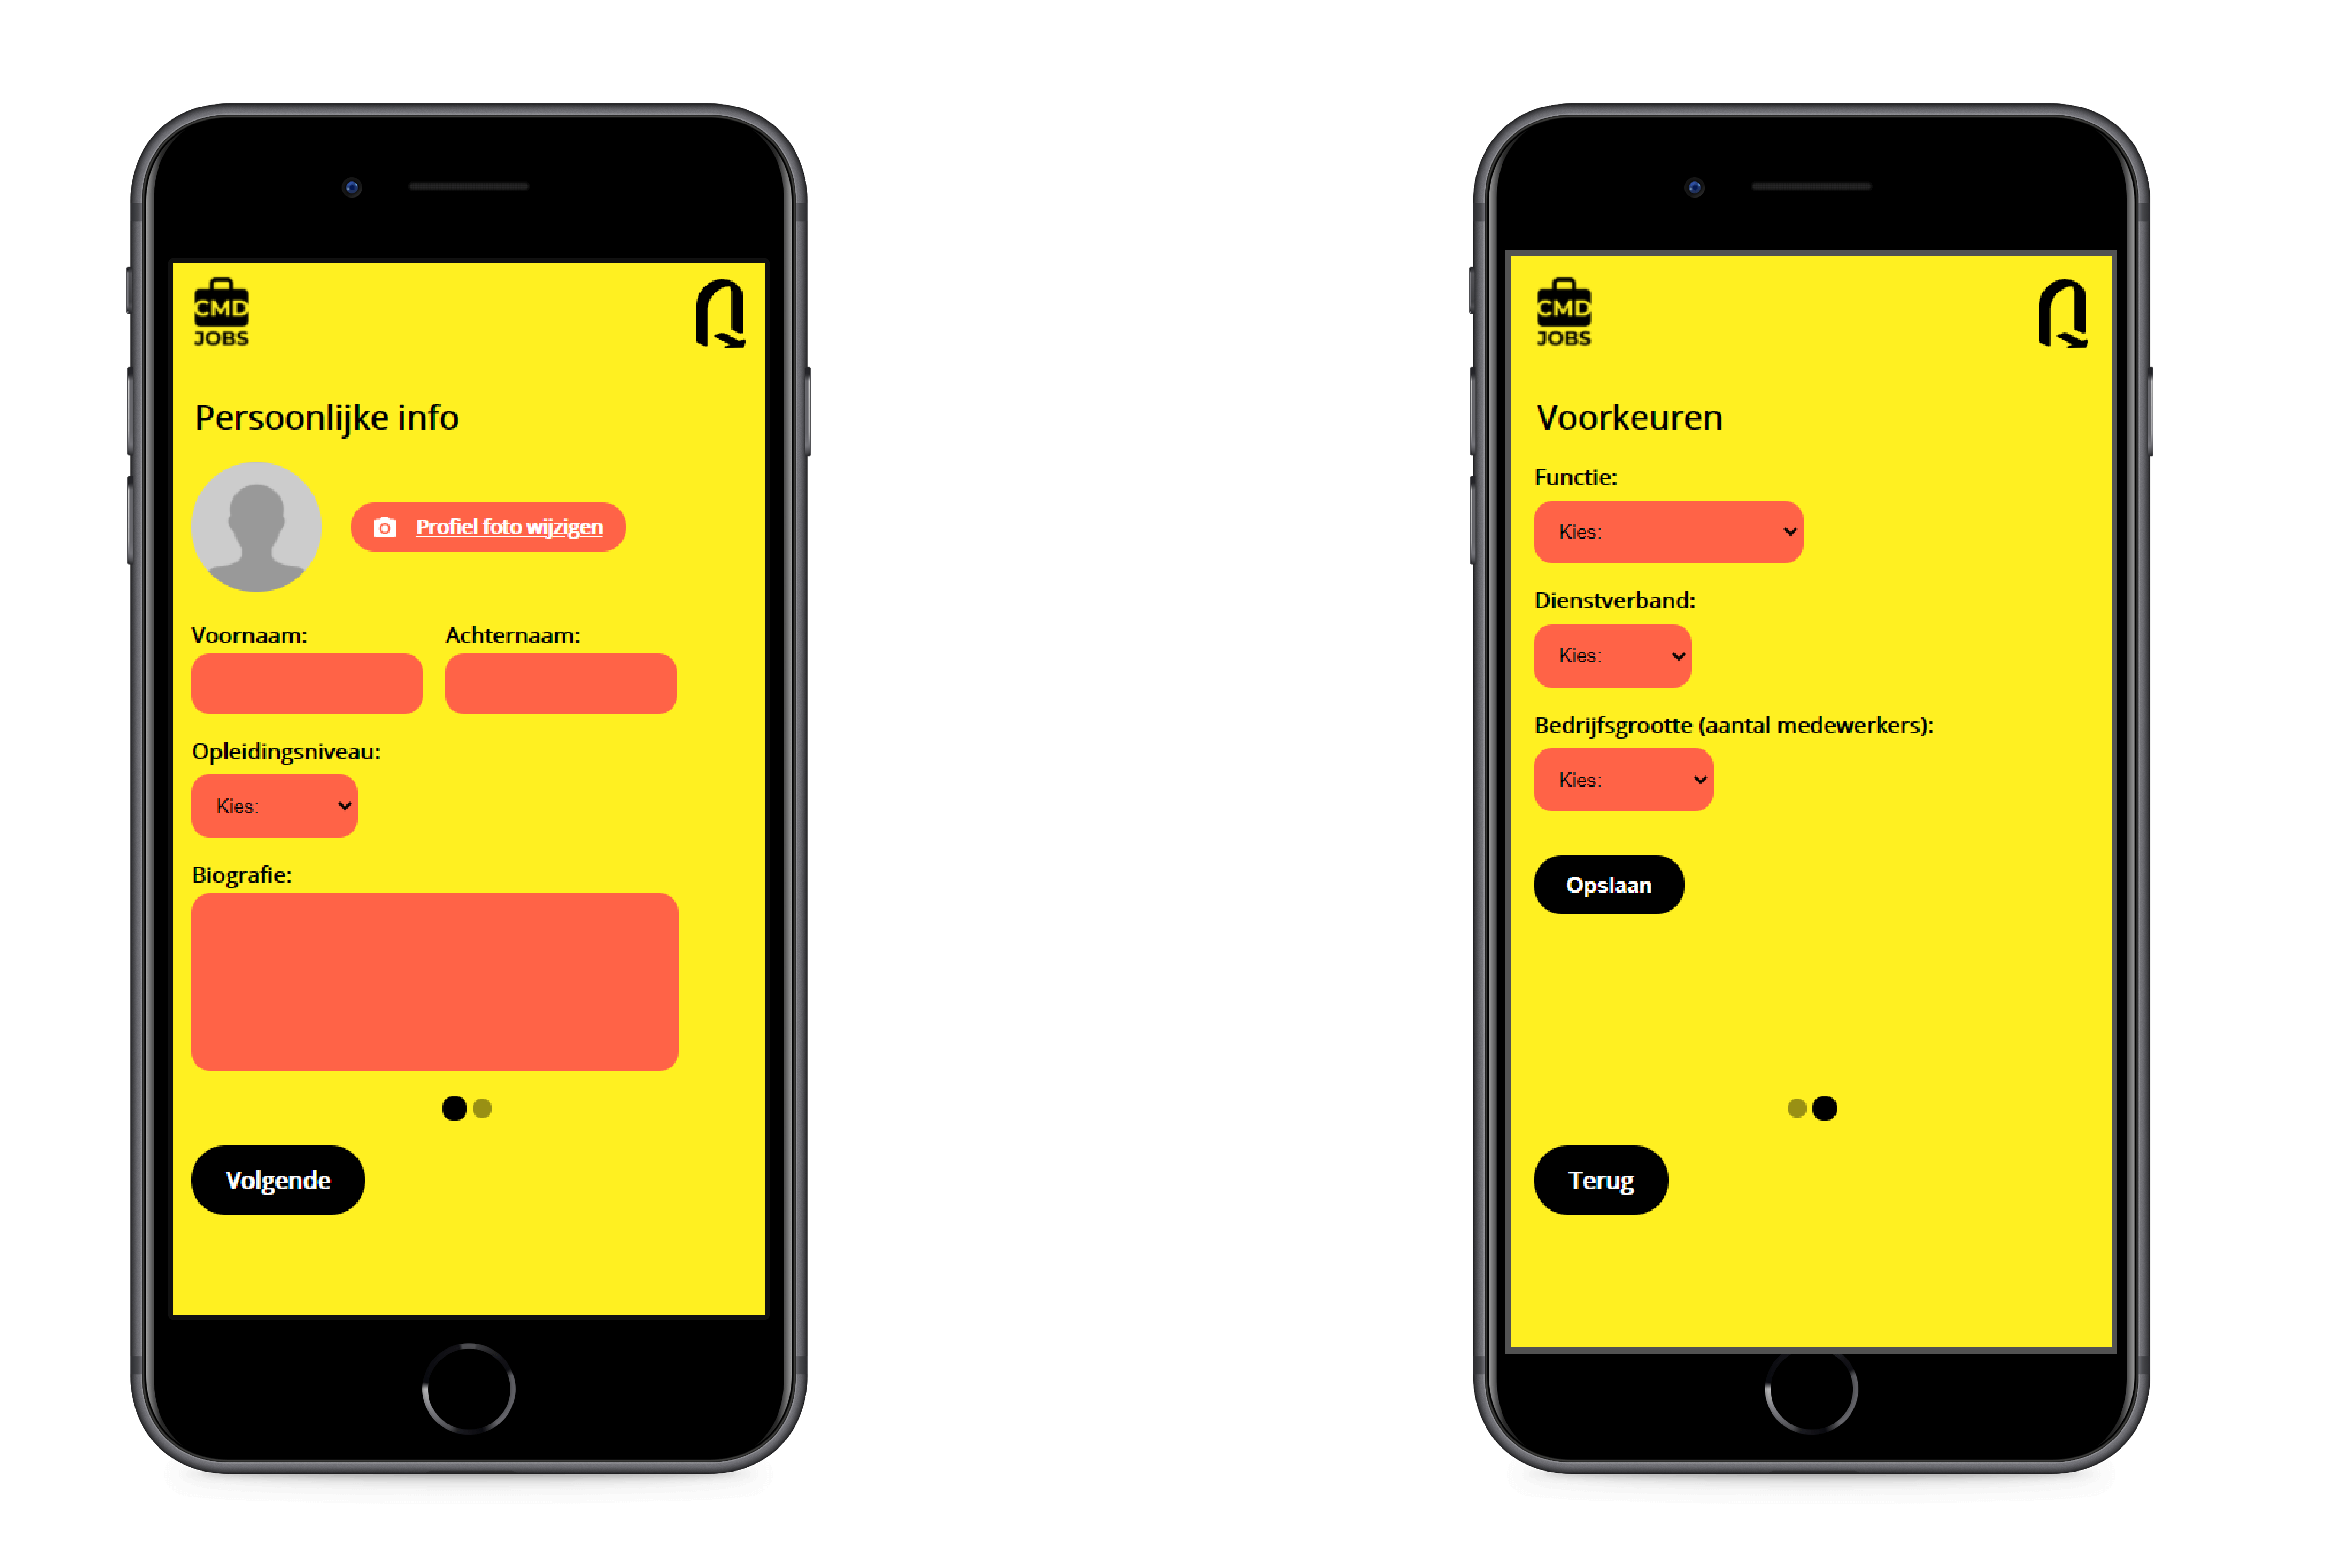 CMD
JOBS
Persoonlijke info
Profiel foto wijzigen
Voornaam:
Achternaam:
Opleidingsniveau:
Kies:
Biografie:
Volgende
CMD
JOBS
Voorkeuren
Functie:
Kies:
Dienstverband:
Kies:
Bedrijfsgrootte (aantal medewerkers):
Kies:
Opslaan
Terug